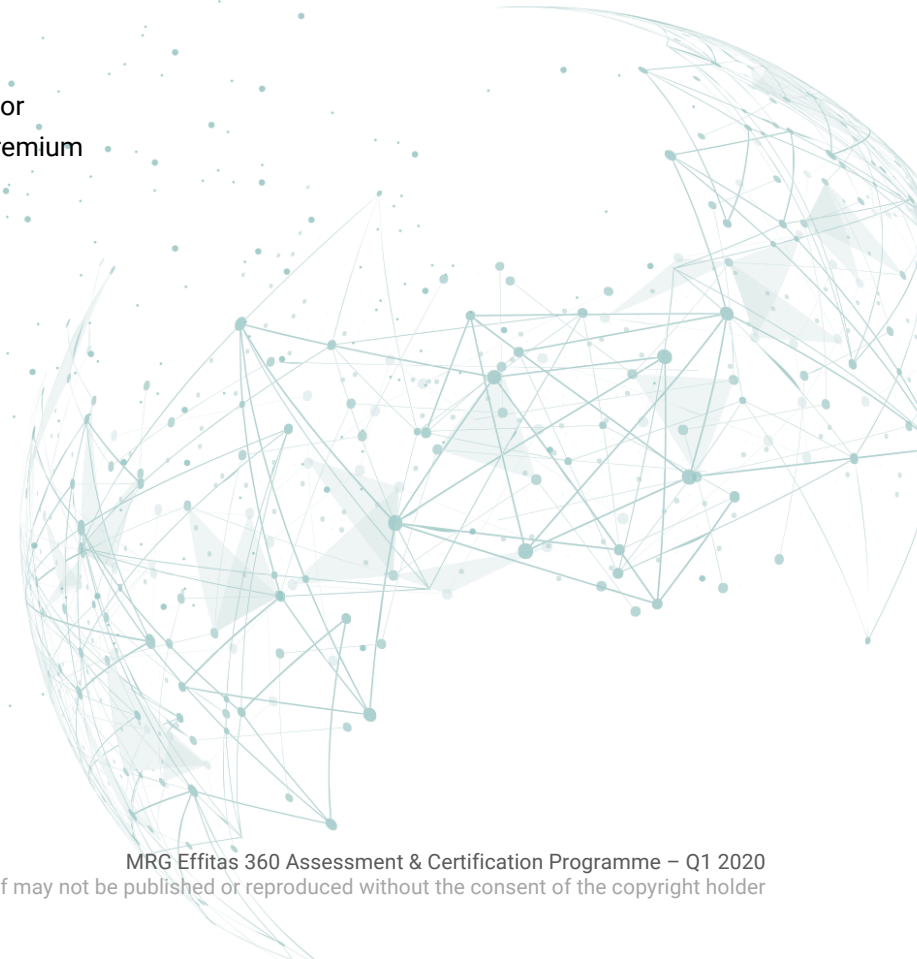 or
emium
MRG Effitas 360 Assessment & Certification Programme – Q1 2020
f may not be published or reproduced without the consent of the copyright holder